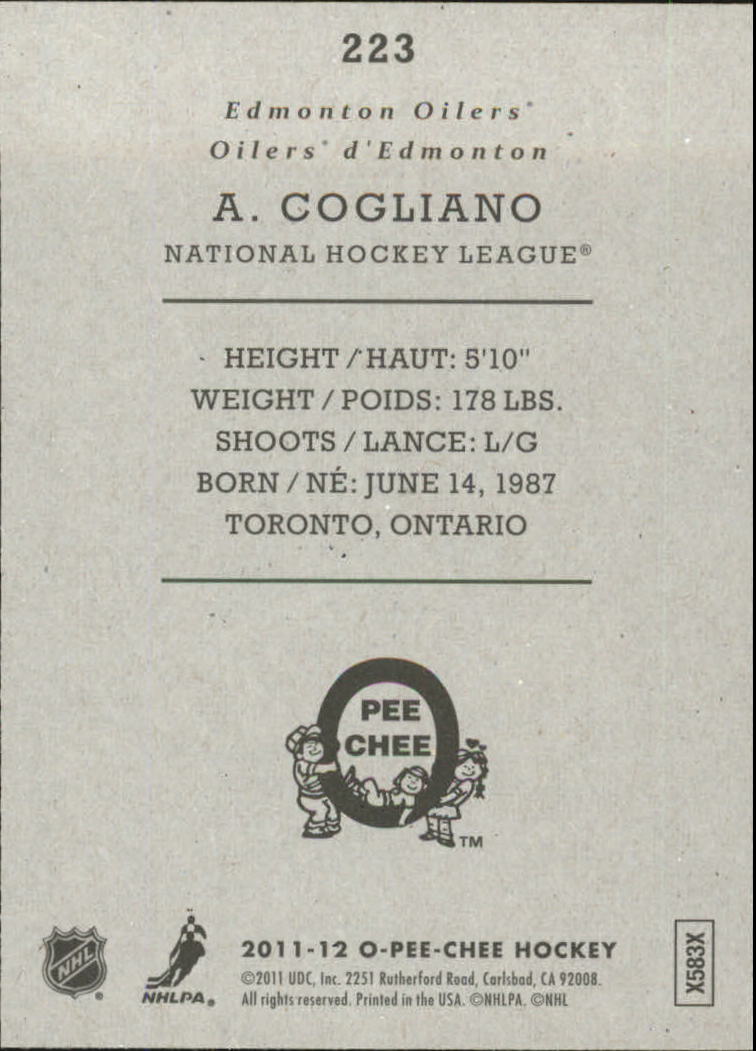 223
Edmonton Oilers®
Oilers® d'Edmonton
A. COGLIANO
NATIONAL HOCKEY LEAGUE®
HEIGHT / HAUT: 5'10"
WEIGHT / POIDS: 178 LBS.
SHOOTS / LANCE: L/G
BORN / NÉ: JUNE 14, 1987
TORONTO, ONTARIO
O
PEE
CHEE
TM
NHL
®
NHLPA®
2011-12 O-PEE-CHEE HOCKEY
©2011 UDC, Inc. 2251 Rutherford Road, Carlsbad, CA 92008.
All rights reserved. Printed in the USA. ©NHLPA. ©NHL
X583X